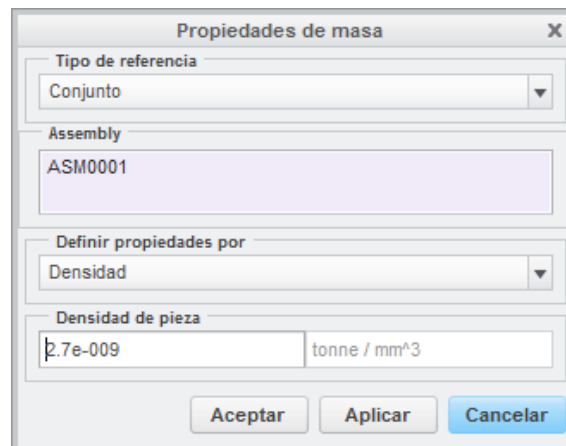 Propiedades de masa
Tipo de referencia
Conjunto
Assembly
ASM0001
Definir propiedades por
Densidad
Densidad de pieza
2.7e-009 tonne / mm^3
Aceptar Aplicar Cancelar